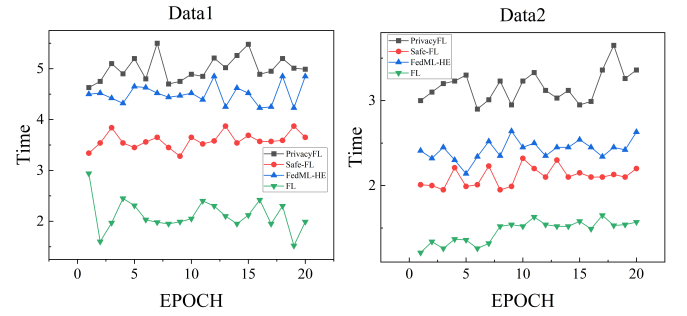 Data1
Time
5
4
3
2
PrivacyFL
Safe-FL
FedML-HE
FL
0
5
10
15
20
EPOCH
Data2
Time
3
2
PrivacyFL
Safe-FL
FedML-HE
FL
0
5
10
15
20
EPOCH